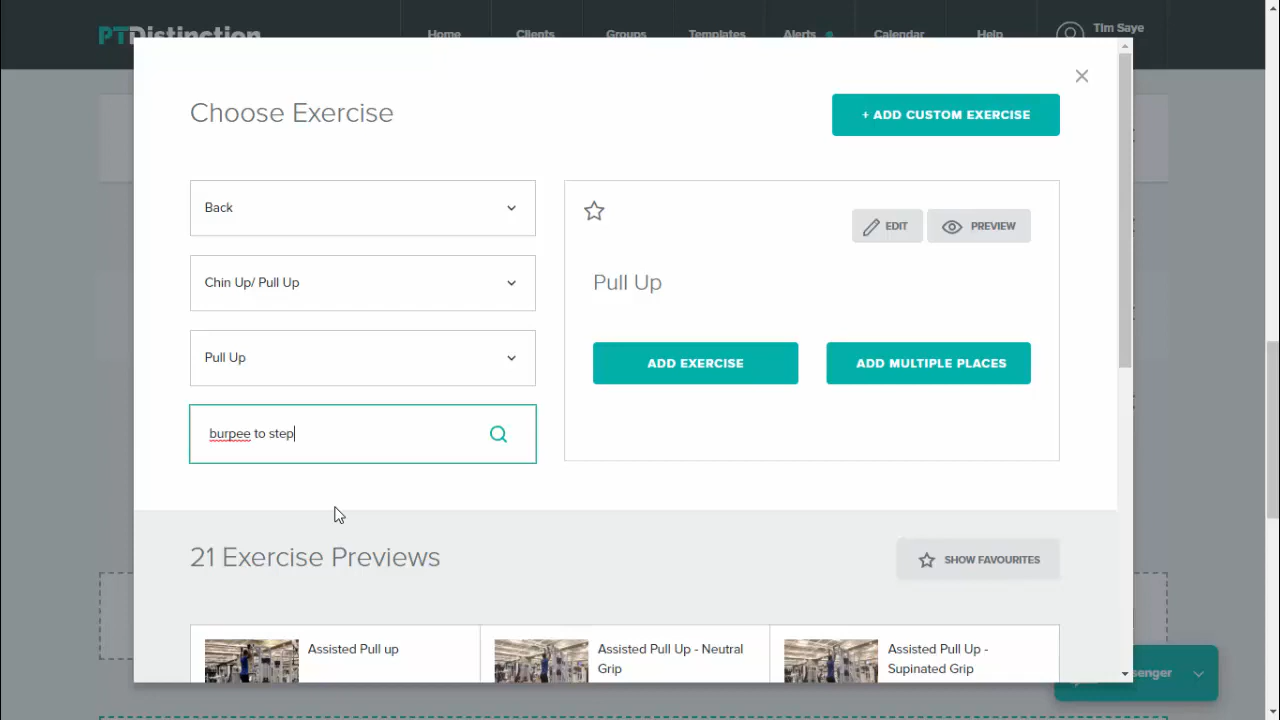 PTDistinction
Home
Clients
Groups
Templates
Alerts
Calendar
Help
Tim Saye
Choose Exercise
+ ADD CUSTOM EXERCISE
Back
Chin Up/ Pull Up
Pull Up
burpee to step
EDIT
PREVIEW
Pull Up
ADD EXERCISE
ADD MULTIPLE PLACES
21 Exercise Previews
SHOW FAVOURITES
Assisted Pull up
Assisted Pull Up - Neutral
Grip
Assisted Pull Up -
Supinated Grip
senger